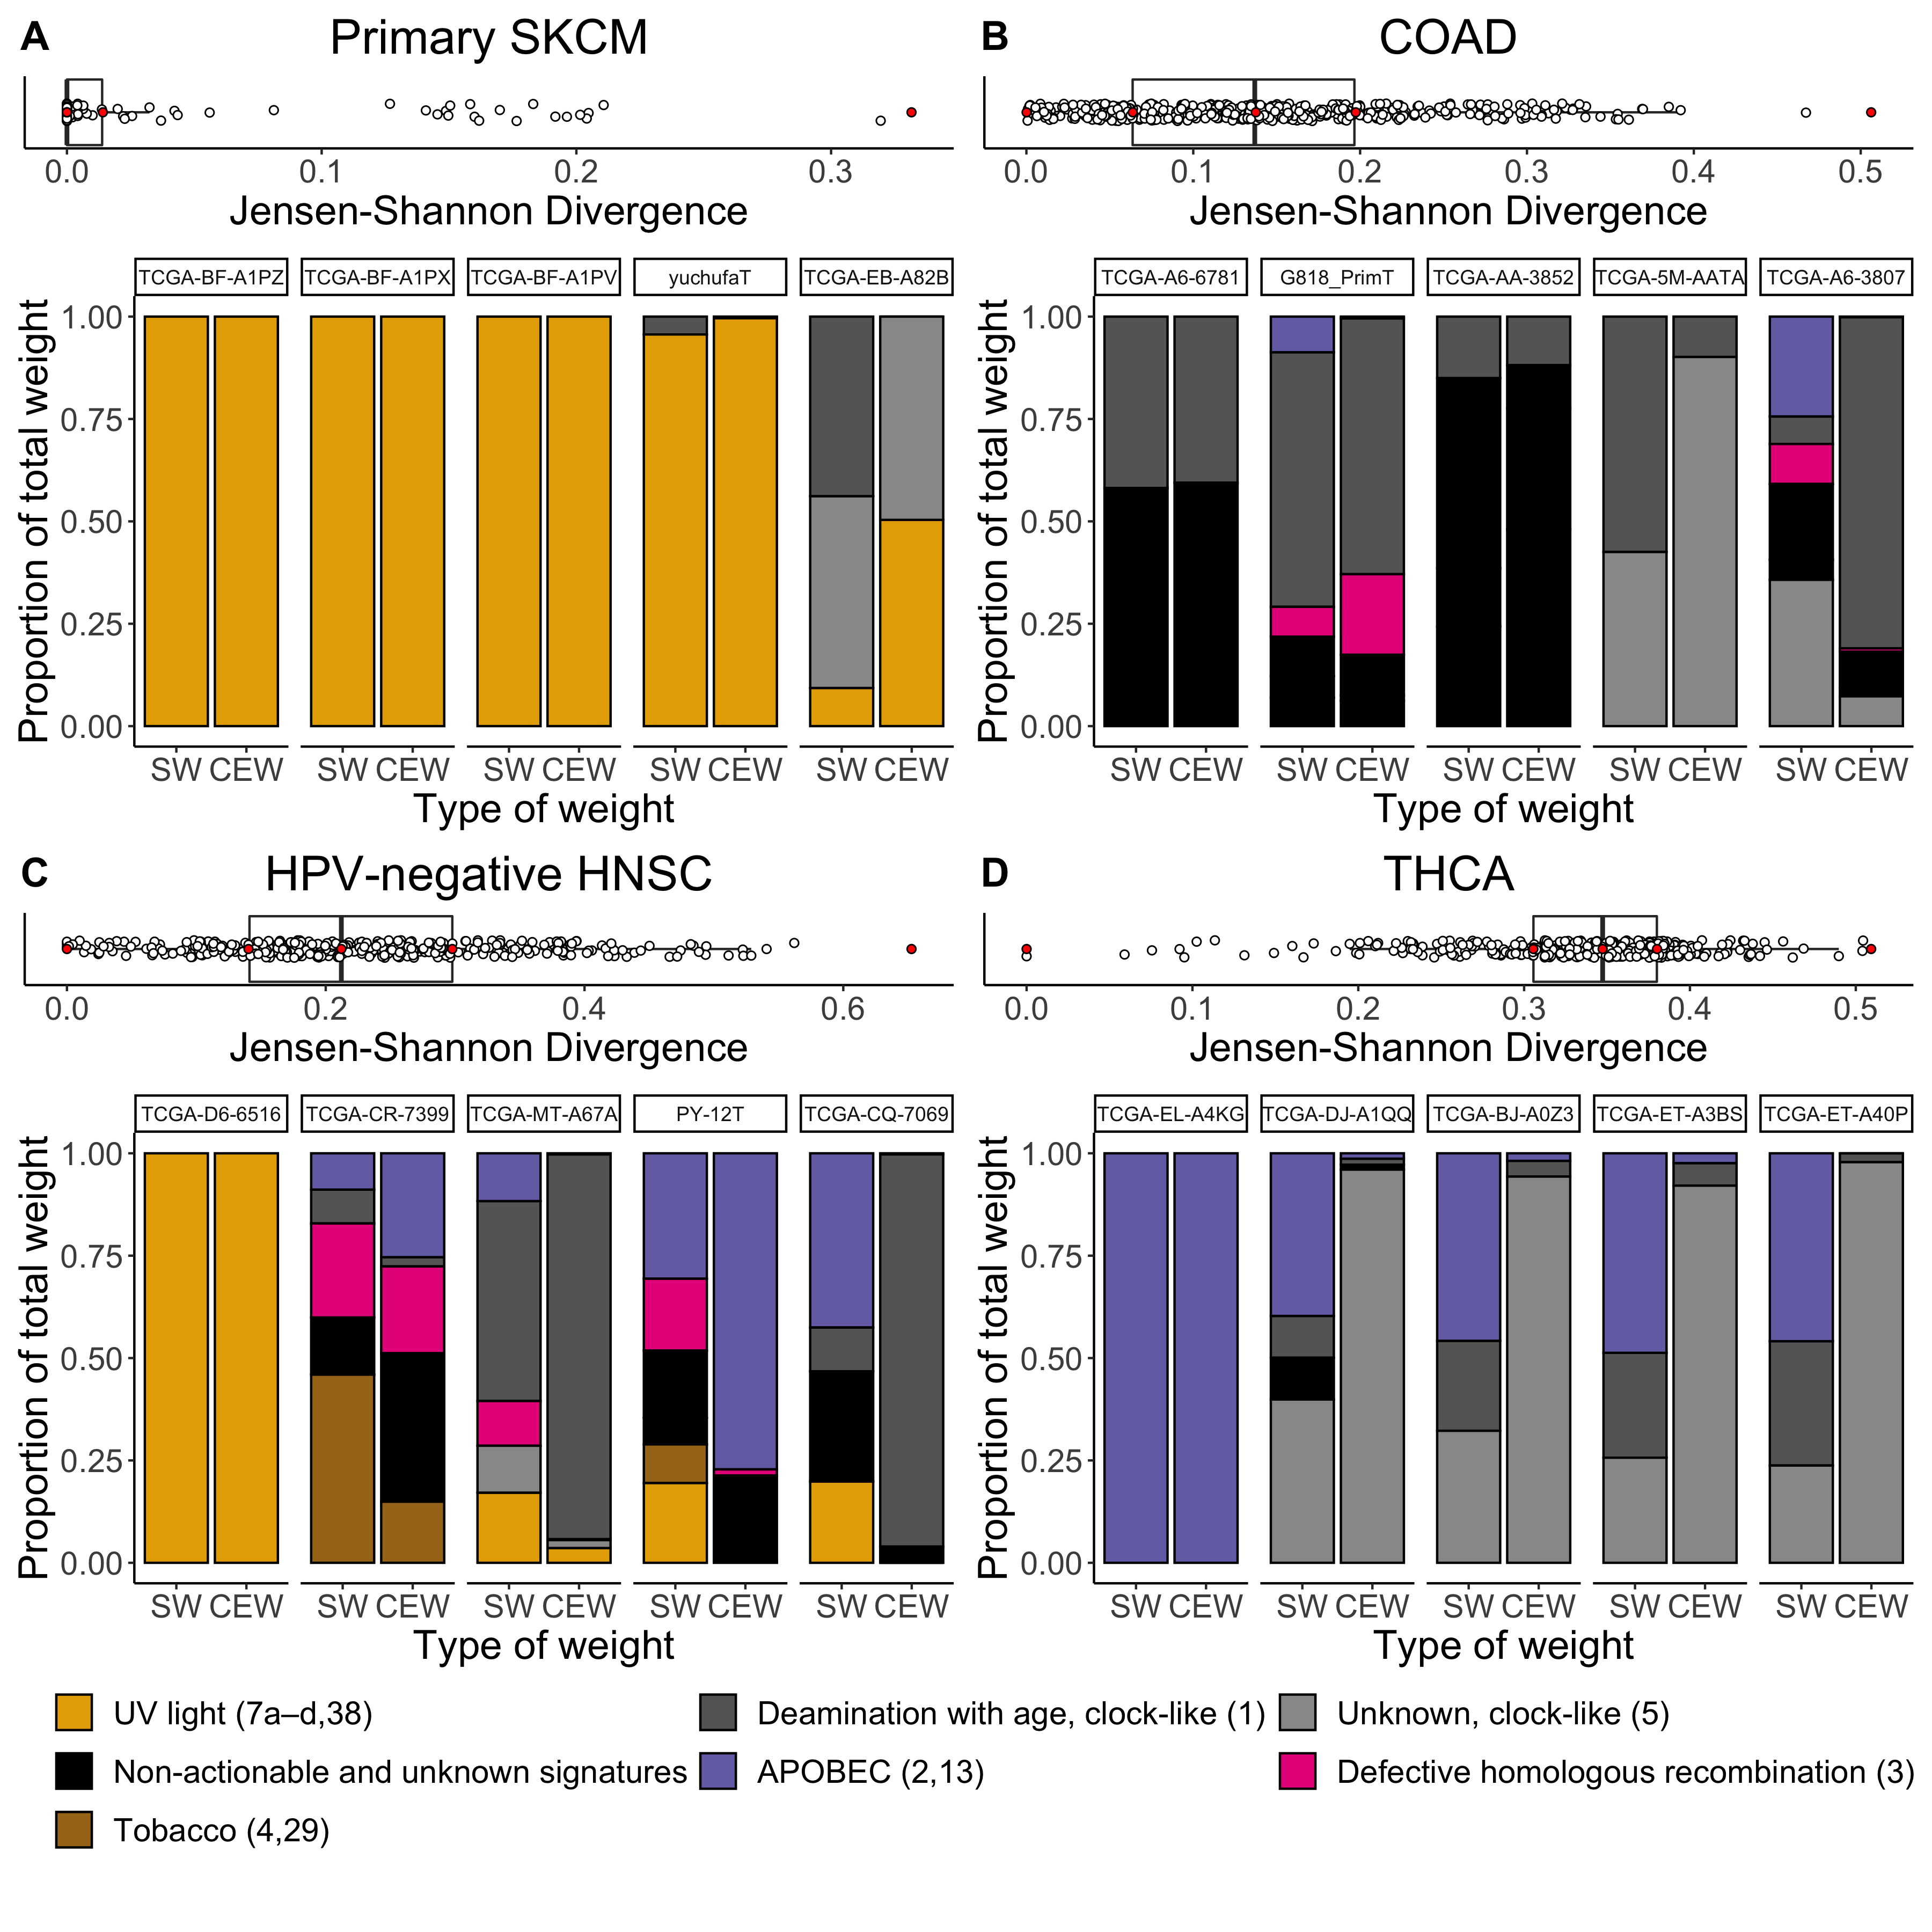 A Primary SKCM
0.0 0.1 0.2 0.3
Jensen-Shannon Divergence
TCGA-BF-A1PZ TCGA-BF-A1PX TCGA-BF-A1PV yuchufaT TCGA-EB-A82B
Proportion of total weight
1.00
0.75
0.50
0.25
0.00
SW CEW SW CEW SW CEW SW CEW SW CEW
Type of weight
B COAD
0.0 0.1 0.2 0.3 0.4 0.5
Jensen-Shannon Divergence
TCGA-A6-6781 G818_PrimT TCGA-AA-3852 TCGA-5M-AATA TCGA-A6-3807
Proportion of total weight
1.00
0.75
0.50
0.25
0.00
SW CEW SW CEW SW CEW SW CEW SW CEW
Type of weight
C HPV-negative HNSC
0.0 0.2 0.4 0.6
Jensen-Shannon Divergence
TCGA-D6-6516 TCGA-CR-7399 TCGA-MT-A67A PY-12T TCGA-CQ-7069
Proportion of total weight
1.00
0.75
0.50
0.25
0.00
SW CEW SW CEW SW CEW SW CEW SW CEW
Type of weight
D THCA
0.0 0.1 0.2 0.3 0.4 0.5
Jensen-Shannon Divergence
TCGA-EL-A4KG TCGA-DJ-A1QQ TCGA-BJ-A0Z3 TCGA-ET-A3BS TCGA-ET-A40P
Proportion of total weight
1.00
0.75
0.50
0.25
0.00
SW CEW SW CEW SW CEW SW CEW SW CEW
Type of weight
UV light (7a–d,38) Deamination with age, clock-like (1) Unknown, clock-like (5)
Non-actionable and unknown signatures APOBEC (2,13) Defective homologous recombination (3)
Tobacco (4,29)